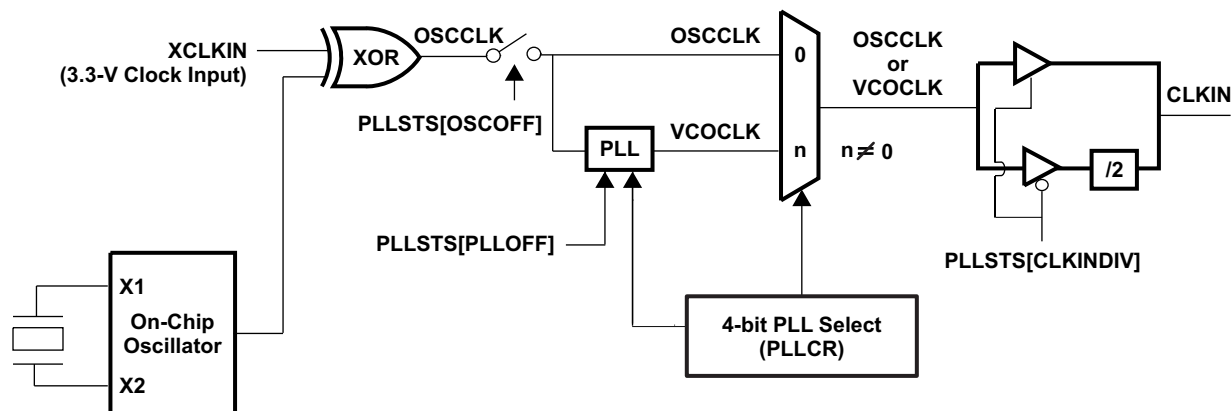 XCLKIN
(3.3-V Clock Input)
XOR
OSCCLK
PLLSTS[OSCOFF]
OSCCLK
0
OSCCLK
or
VCOCLK
CLKIN
PLL
VCOCLK
n
n ≠ 0
/2
PLLSTS[PLLOFF]
PLLSTS[CLKINDIV]
X1
On-Chip
Oscillator
X2
4-bit PLL Select
(PLLCR)